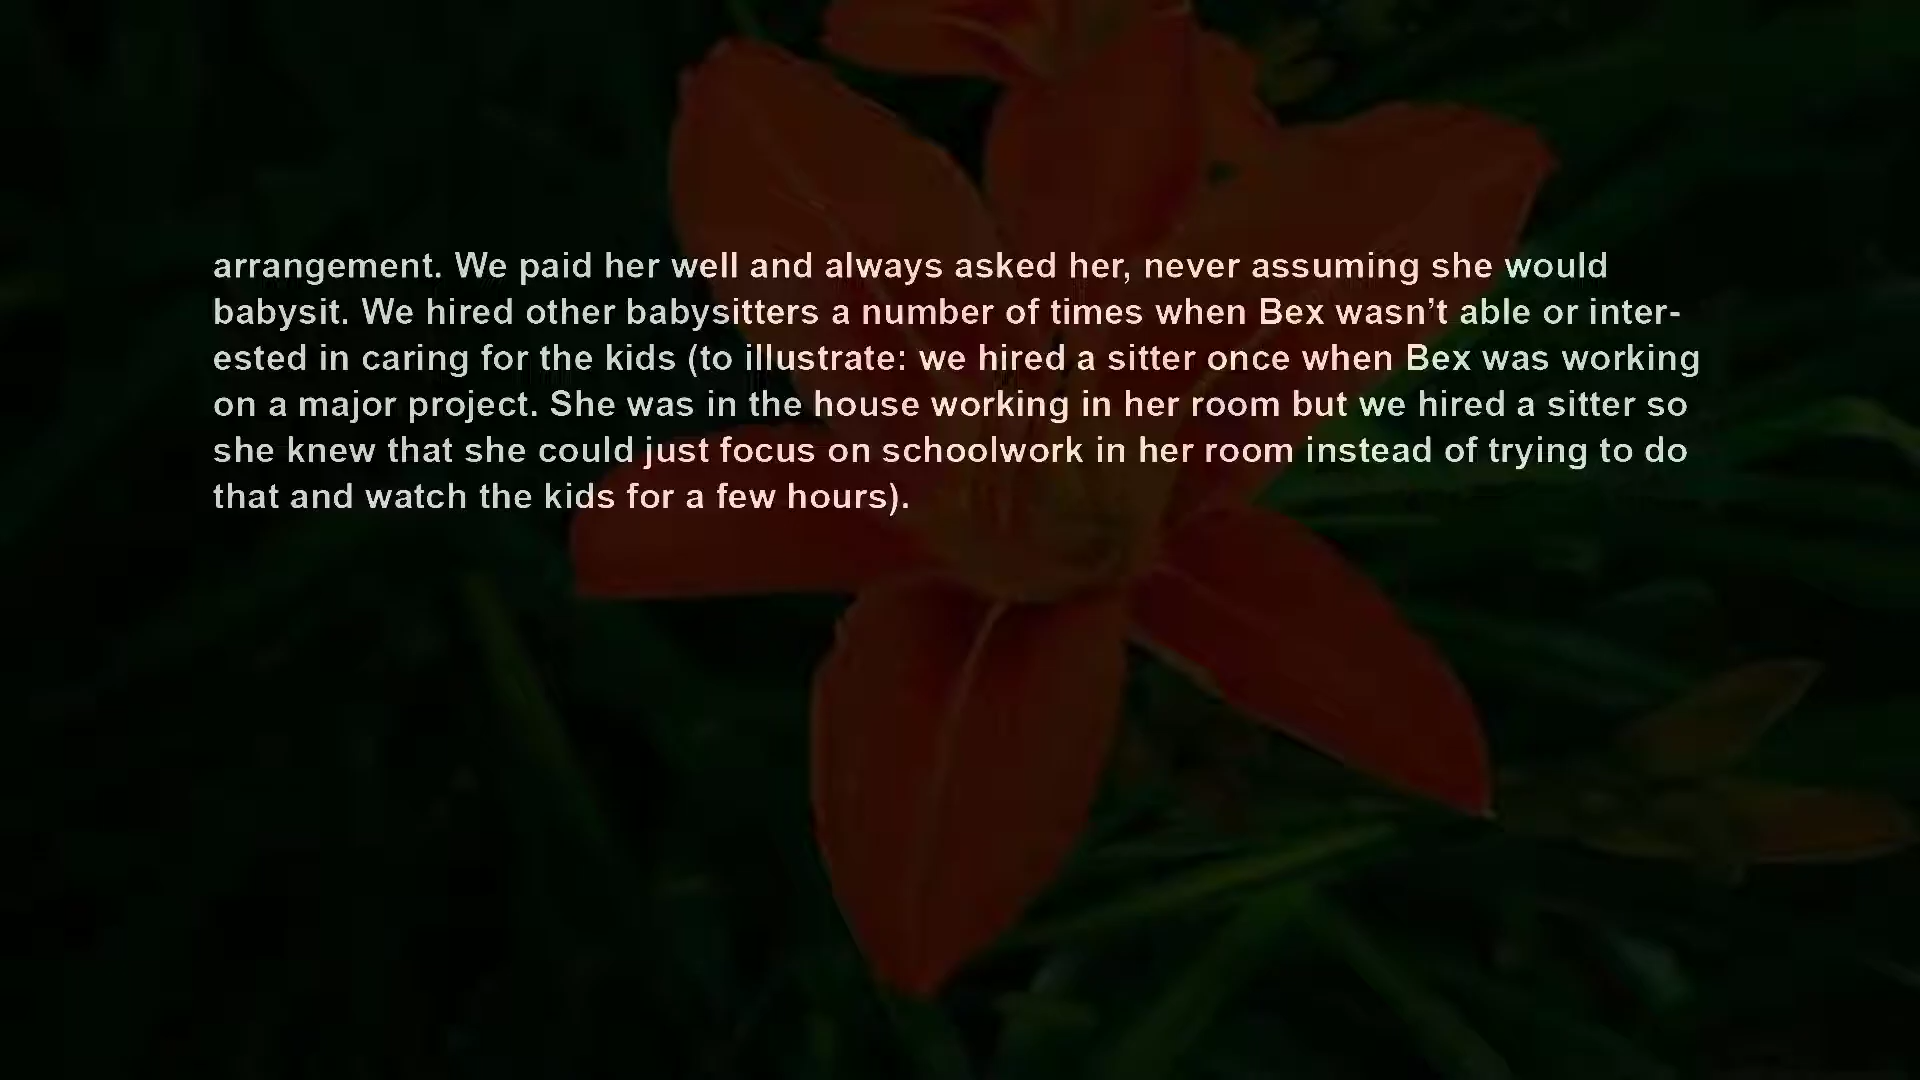 arrangement. We paid her well and always asked her, never assuming she would
babysit. We hired other babysitters a number of times when Bex wasn’t able or inter-
ested in caring for the kids (to illustrate: we hired a sitter once when Bex was working
on a major project. She was in the house working in her room but we hired a sitter so
she knew that she could just focus on schoolwork in her room instead of trying to do
that and watch the kids for a few hours).